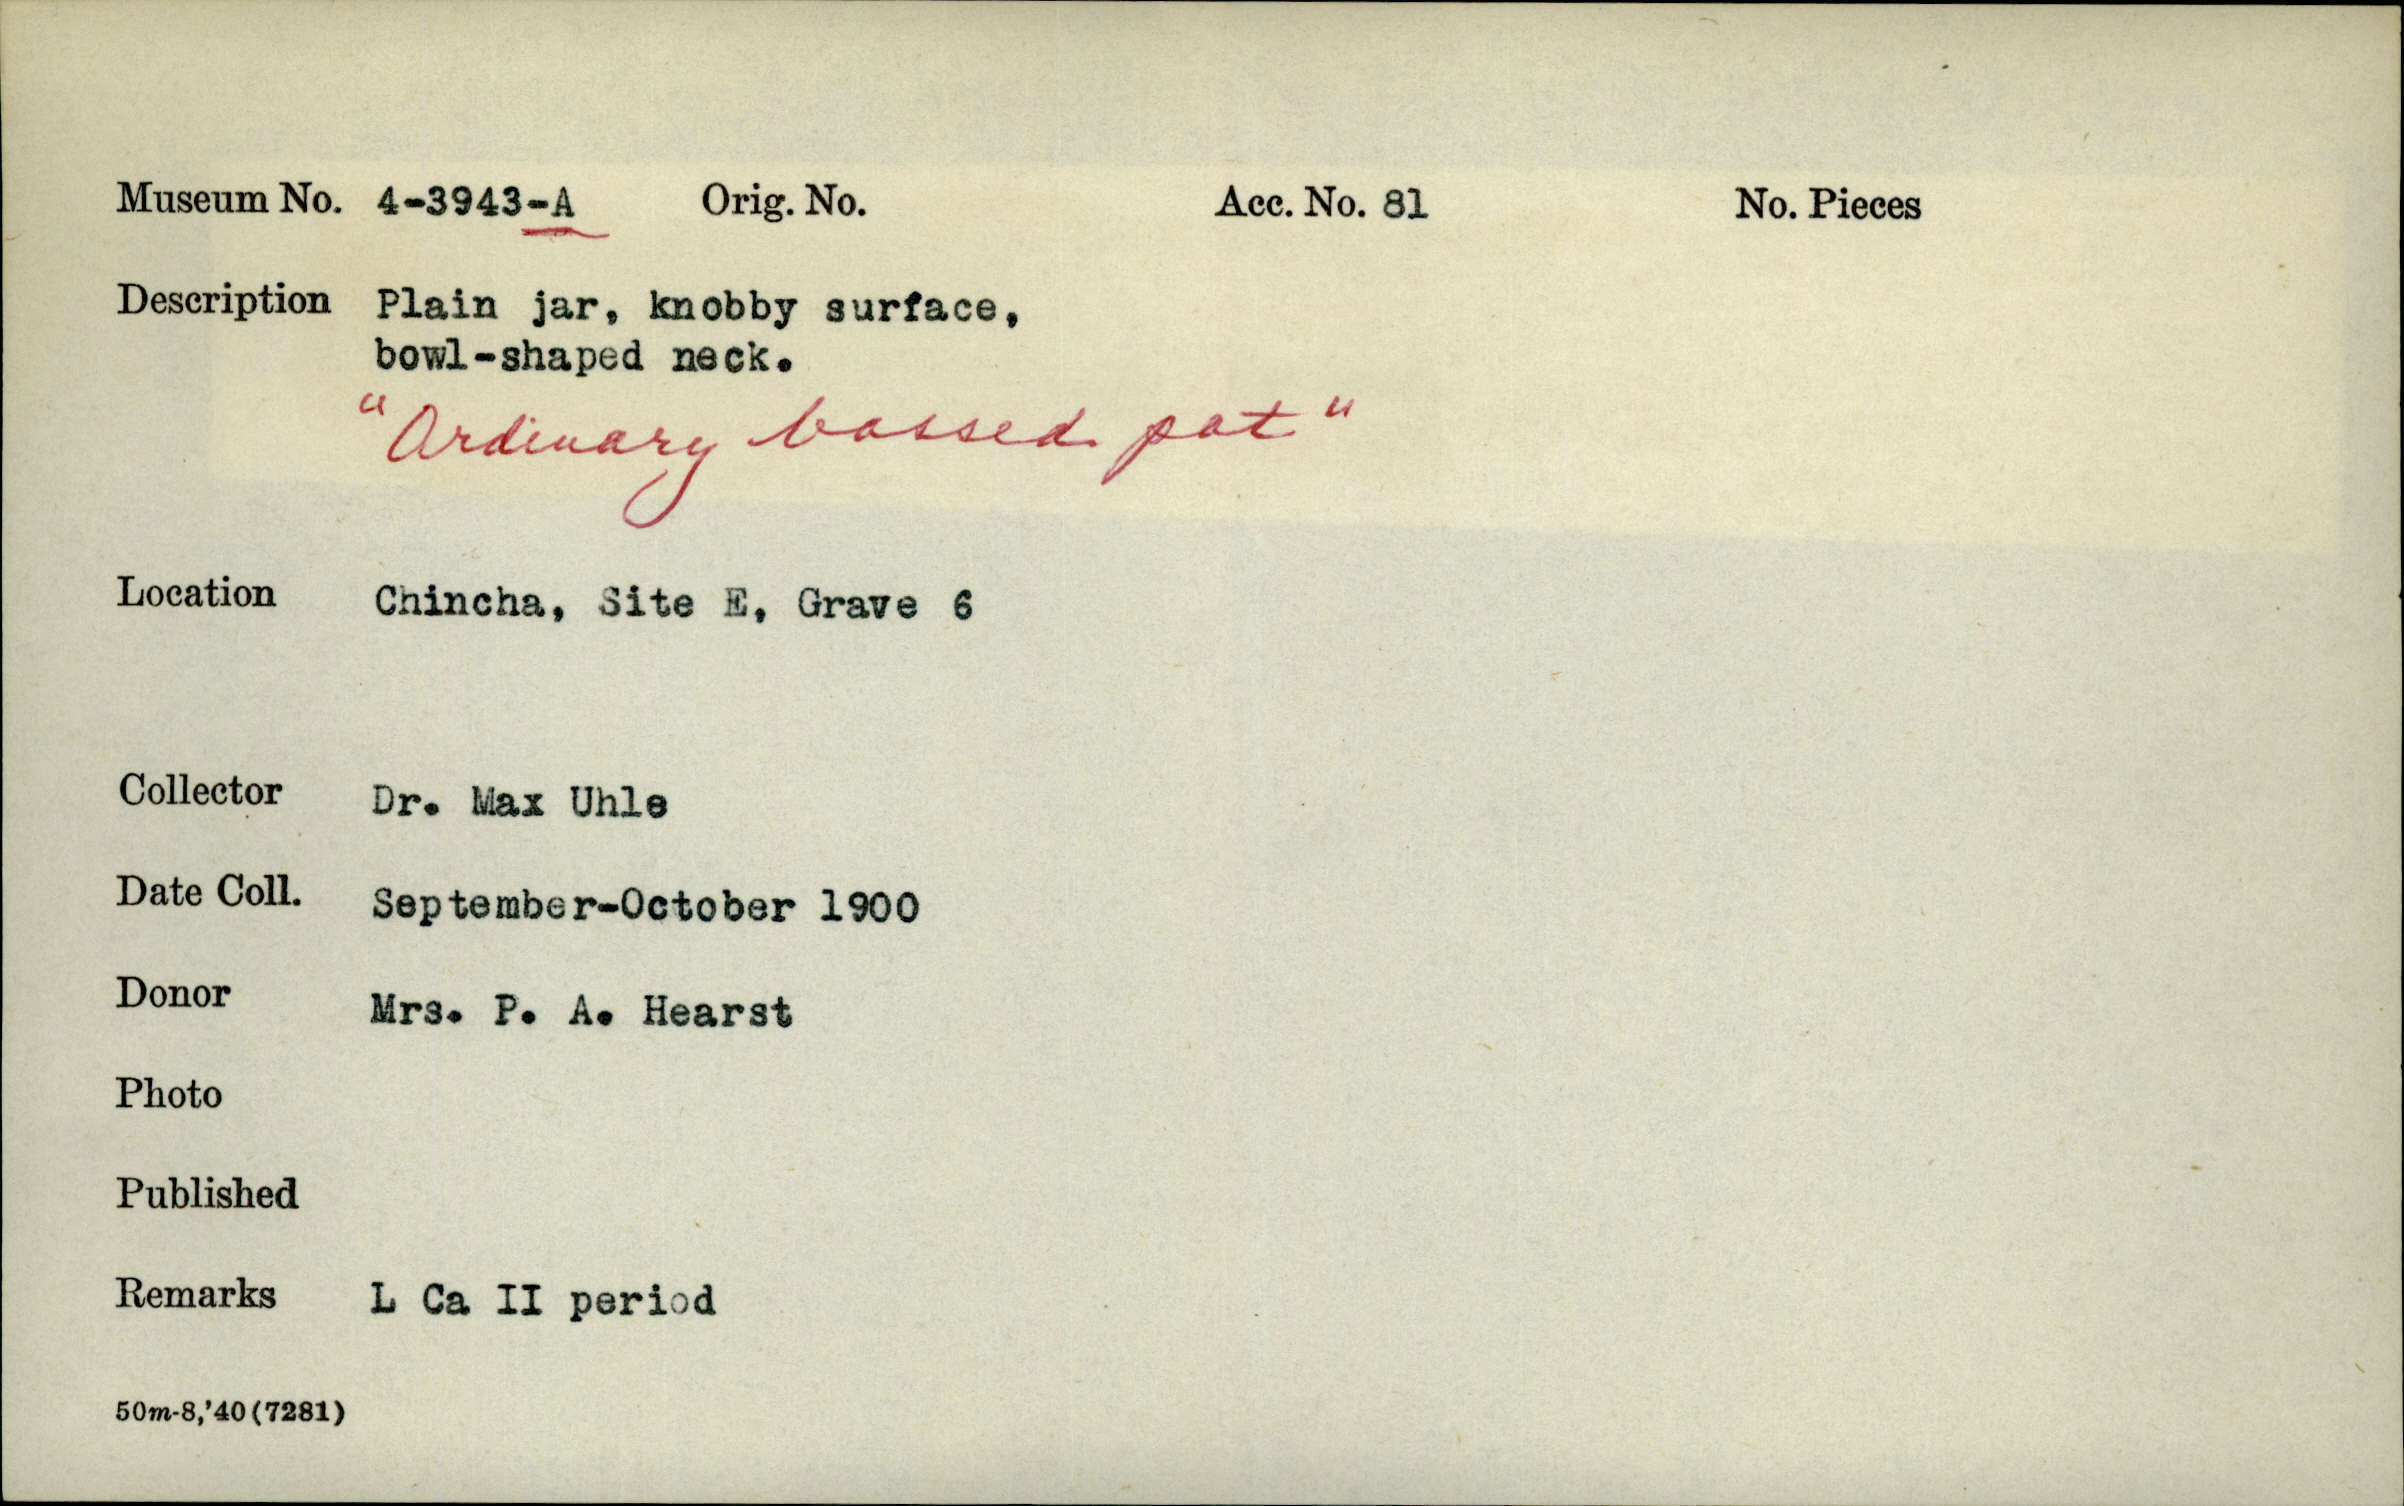 Museum No. 4-3943-A Orig. No. Acc. No. 81 No. Pieces
Description Plain jar, knobby surface,
bowl-shaped neck.
"Ordinary bossed pot"
Location Chincha, Site E, Grave 6
Collector Dr. Max Uhle
Date Coll. September-October 1900
Donor Mrs. P. A. Hearst
Photo
Published
Remarks L Ca II period
50m-8,'40(7281)